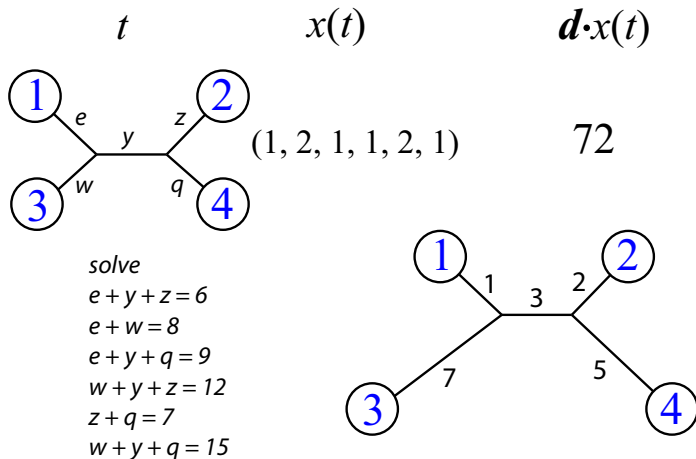 t x(t) d·x(t)
1 2
e y z
(1, 2, 1, 1, 2, 1) 72
w q
3 4
solve
e + y + z = 6
e + w = 8
e + y + q = 9
w + y + z = 12
z + q = 7
w + y + q = 15
1 2
1 3 2
7 5
3 4